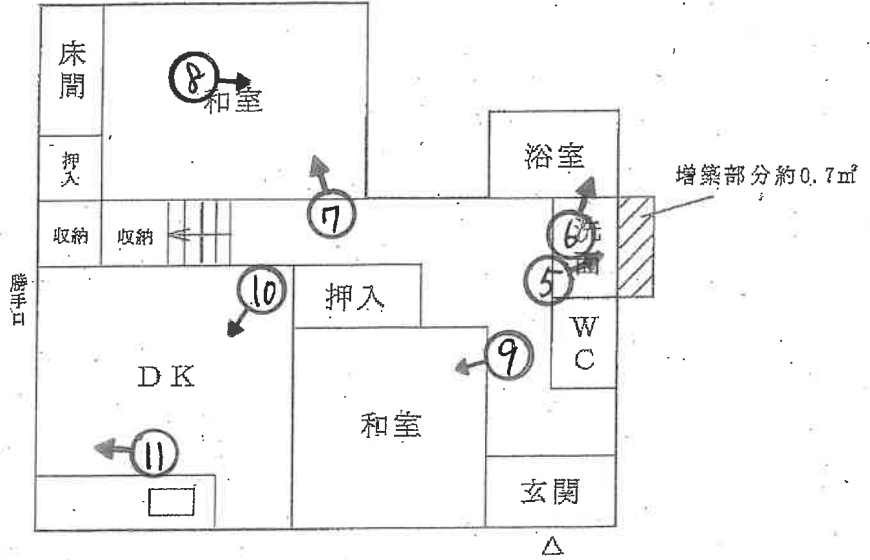 床間
⑧
和室
押入
浴室
増築部分約0.7㎡
⑦
⑥
洗面
⑤
収納
収納
勝手口
⑩
押入
WC
DK
⑨
和室
⑪
玄関
△